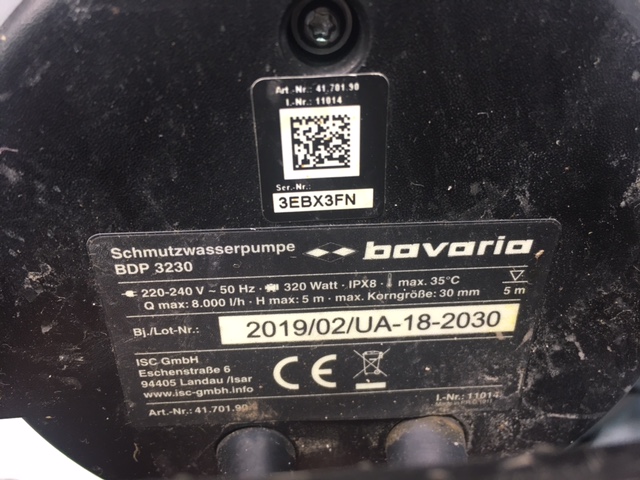 Art.-Nr.: 41.701.90
I.-Nr.: 11014
Ser.-Nr.:
3EBX3FN
Schmutzwasserpumpe
BDP 3230
bavaria
220-240 V ~ 50 Hz · 320 Watt · IPX8 · max. 35°C
Q max: 8.000 l/h · H max: 5 m · max. Korngröße: 30 mm
5 m
Bj./Lot-Nr.:
2019/02/UA-18-2030
ISC GmbH
Eschenstraße 6
94405 Landau /Isar
www.isc-gmbh.info
CE
Art.-Nr.: 41.701.90
I.-Nr.: 11014